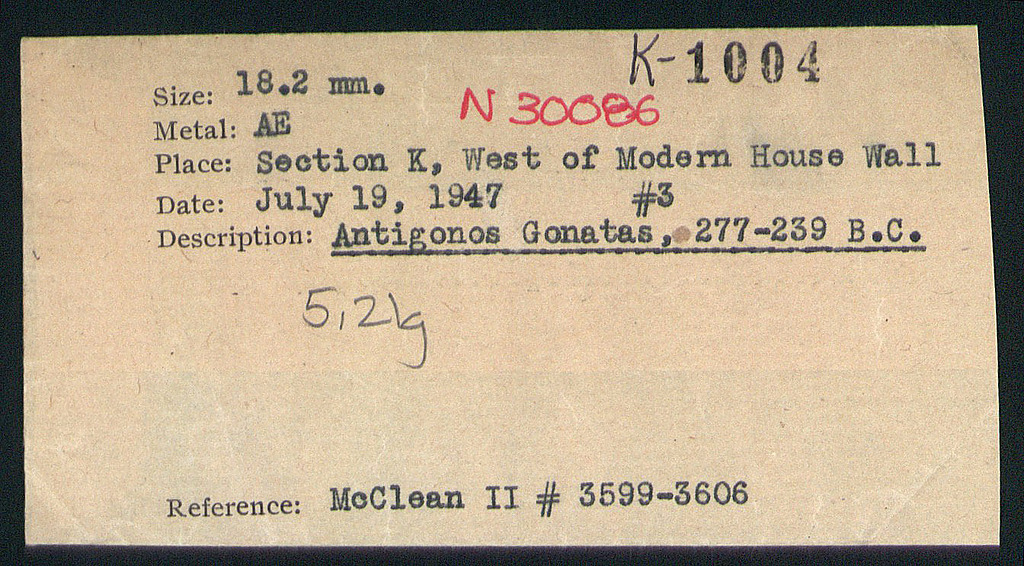 K-1004
Size: 18.2 mm.
N 30086
Metal: AE
Place: Section K, West of Modern House Wall
Date: July 19, 1947 #3
Description: Antigonos Gonatas, 277-239 B.C.
5,21g
Reference: McClean II # 3599-3606